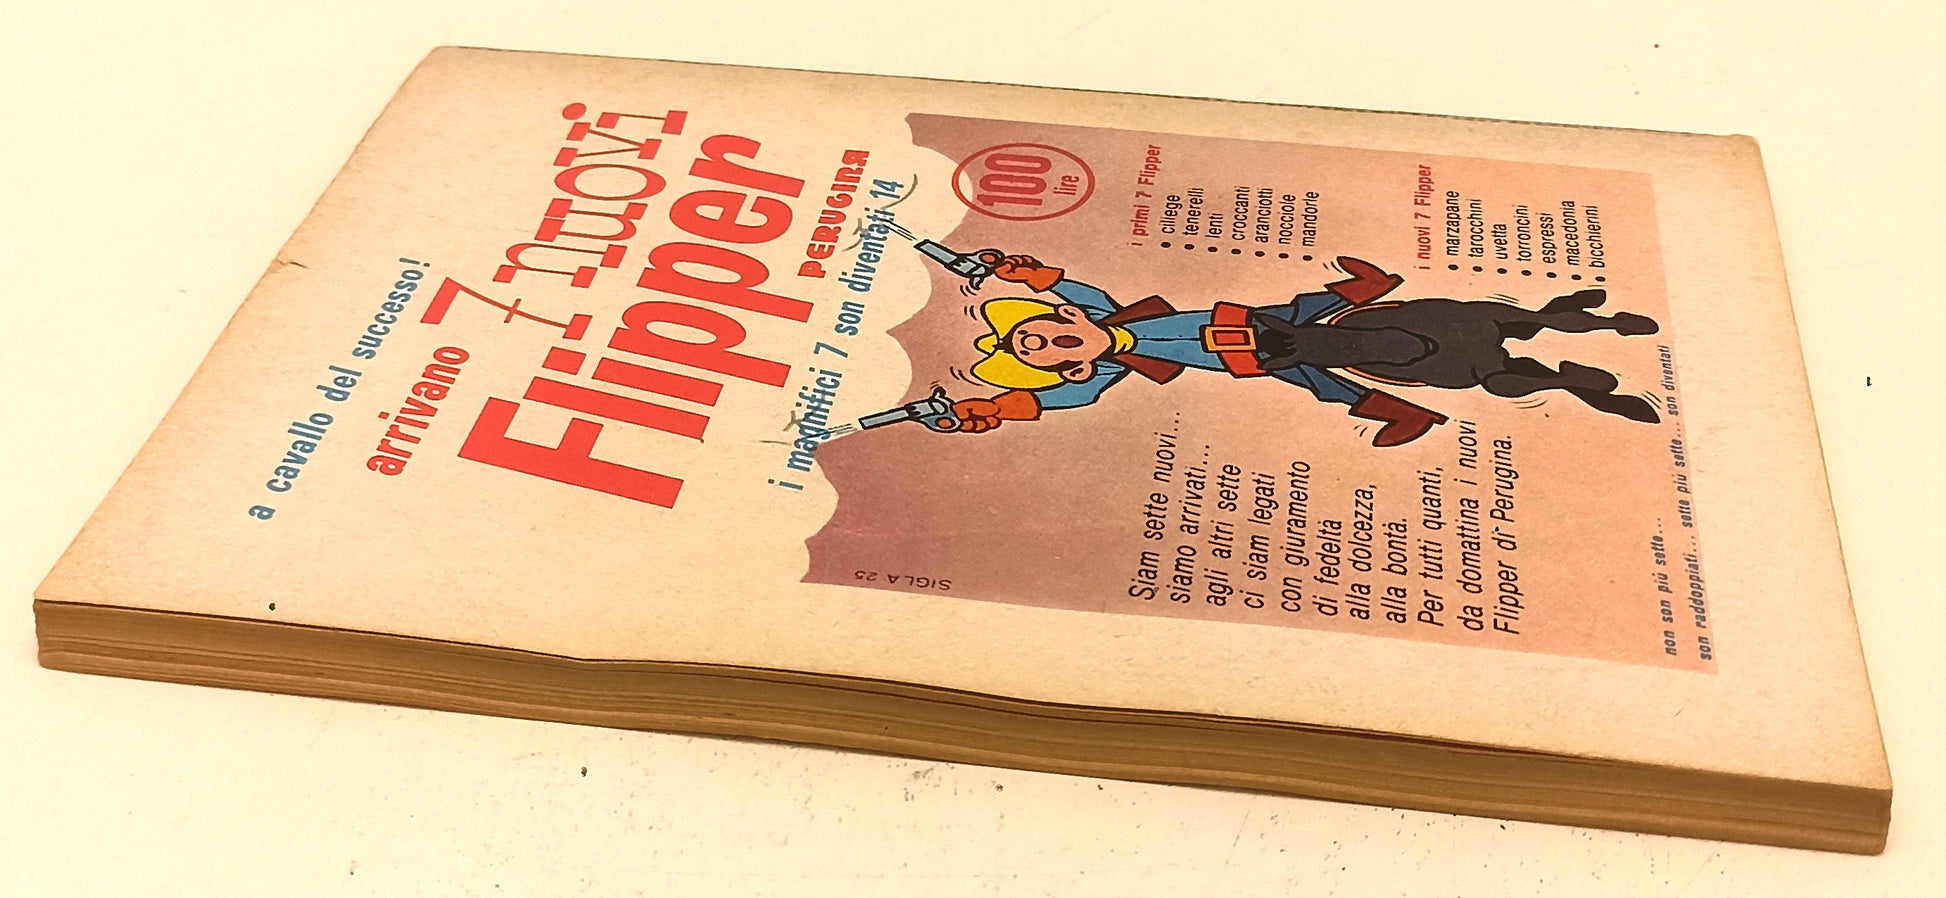 a cavallo del successo!
arrivano 7 nuovi
Flipper
PERUGINA
i magnifici 7 son diventati 14
100
lire
i primi 7 Flipper
• ciliege
• tenerelli
• lenti
• croccanti
• aranciotti
• nocciole
• mandorle
i nuovi 7 Flipper
• marzapane
• tarocchini
• uvetta
• torroncini
• espressi
• macedonia
• bicchierini
SIGLA 25
Siam sette nuovi...
siamo arrivati...
agli altri sette
ci siam legati
con giuramento
di fedeltà
alla dolcezza,
alla bontà.
Per tutti quanti,
da domattina i nuovi
Flipper di Perugina.
non son più sette...
son raddoppiati... sette più sette... son diventati